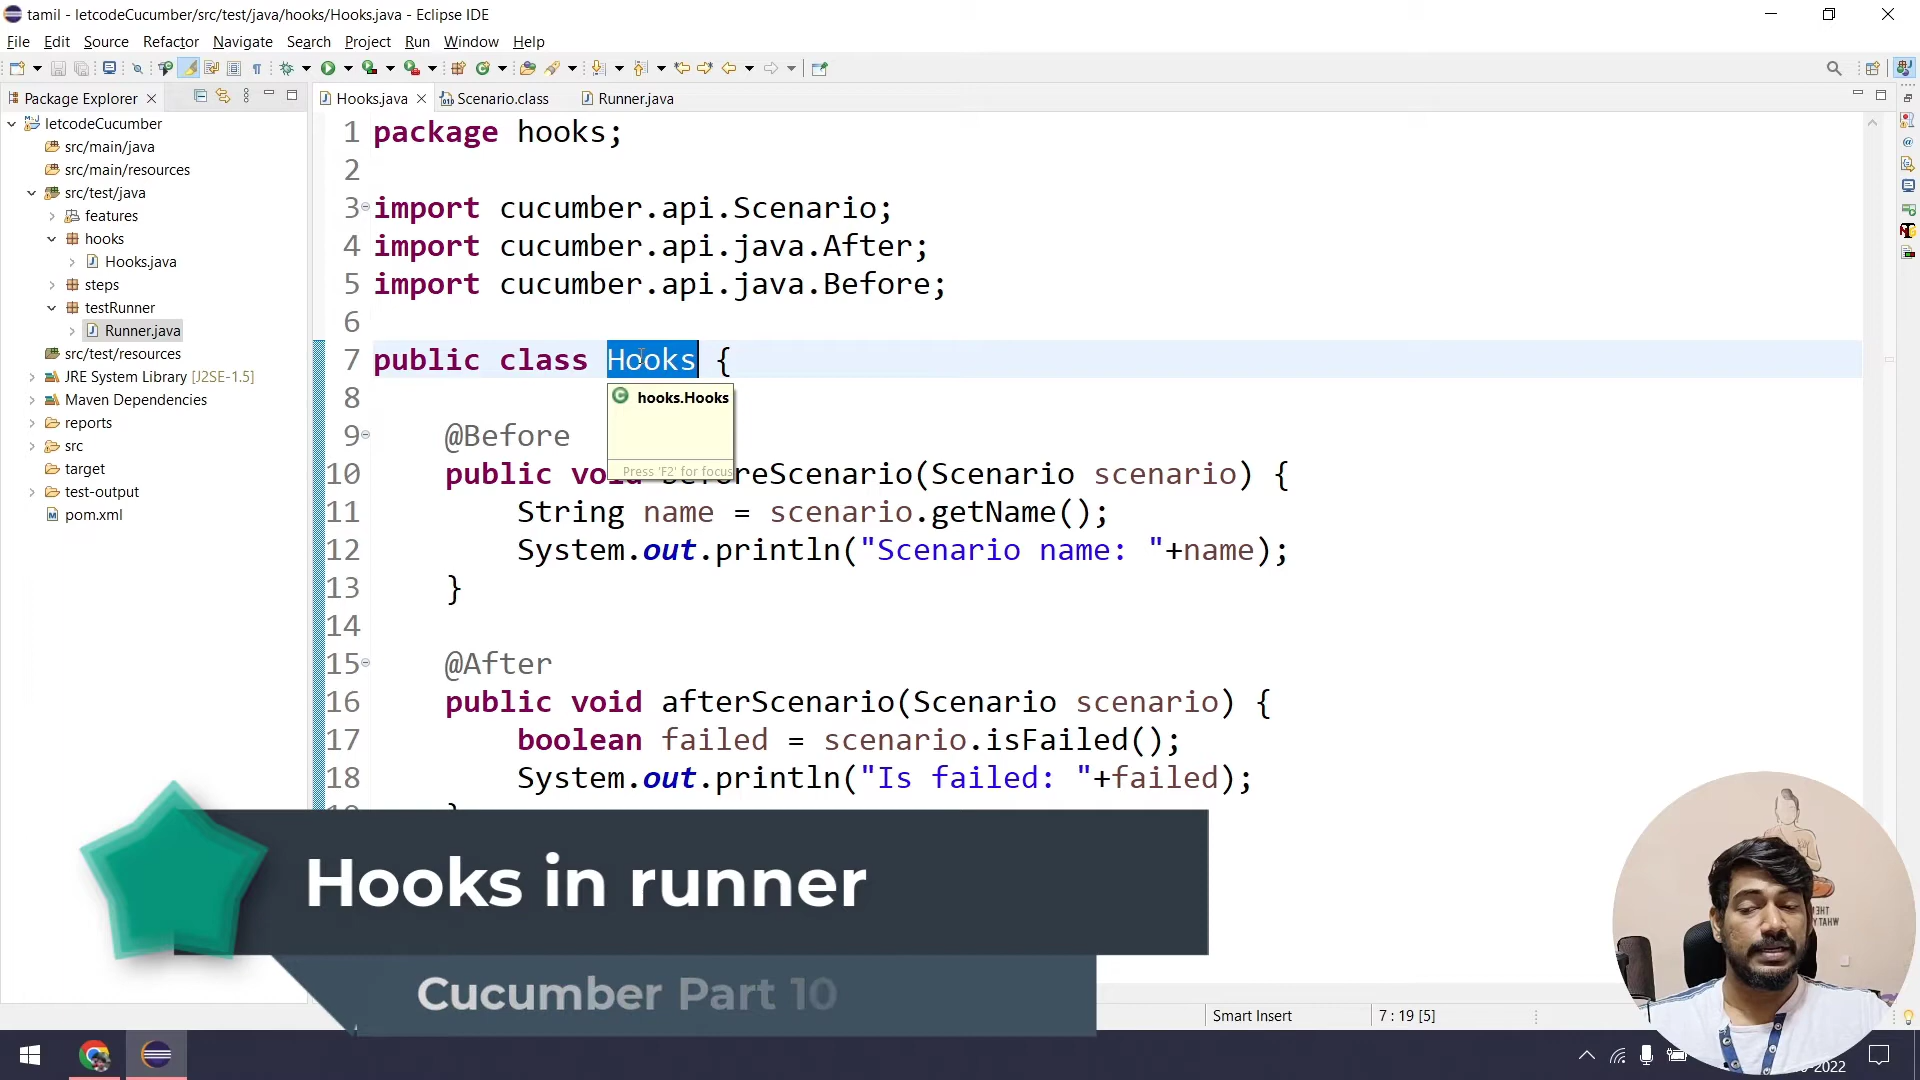 tamil - letcodeCucumber/src/test/java/hooks/Hooks.java - Eclipse IDE
File Edit Source Refactor Navigate Search Project Run Window Help
Package Explorer
letcodeCucumber
src/main/java
src/main/resources
src/test/java
features
hooks
Hooks.java
steps
testRunner
Runner.java
src/test/resources
JRE System Library [J2SE-1.5]
Maven Dependencies
reports
src
target
test-output
pom.xml
Hooks.java Scenario.class Runner.java
1 package hooks;
2
3 import cucumber.api.Scenario;
4 import cucumber.api.java.After;
5 import cucumber.api.java.Before;
6
7 public class Hooks {
8
hooks.Hooks
Press 'F2' for focus
9 @Before
10 public void beforeScenario(Scenario scenario) {
11 String name = scenario.getName();
12 System.out.println("Scenario name: "+name);
13 }
14
15 @After
16 public void afterScenario(Scenario scenario) {
17 boolean failed = scenario.isFailed();
18 System.out.println("Is failed: "+failed);
Hooks in runner
Cucumber Part 10
Smart Insert
7 : 19 [5]
2022